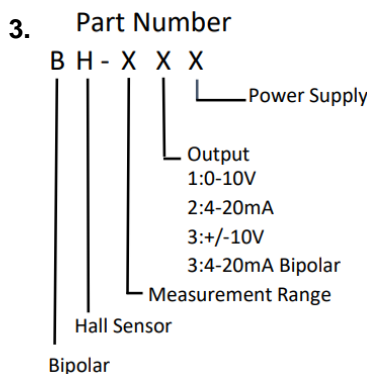 3. Part Number
B H - X X X
Power Supply
Output
1:0-10V
2:4-20mA
3:+/-10V
3:4-20mA Bipolar
Measurement Range
Hall Sensor
Bipolar